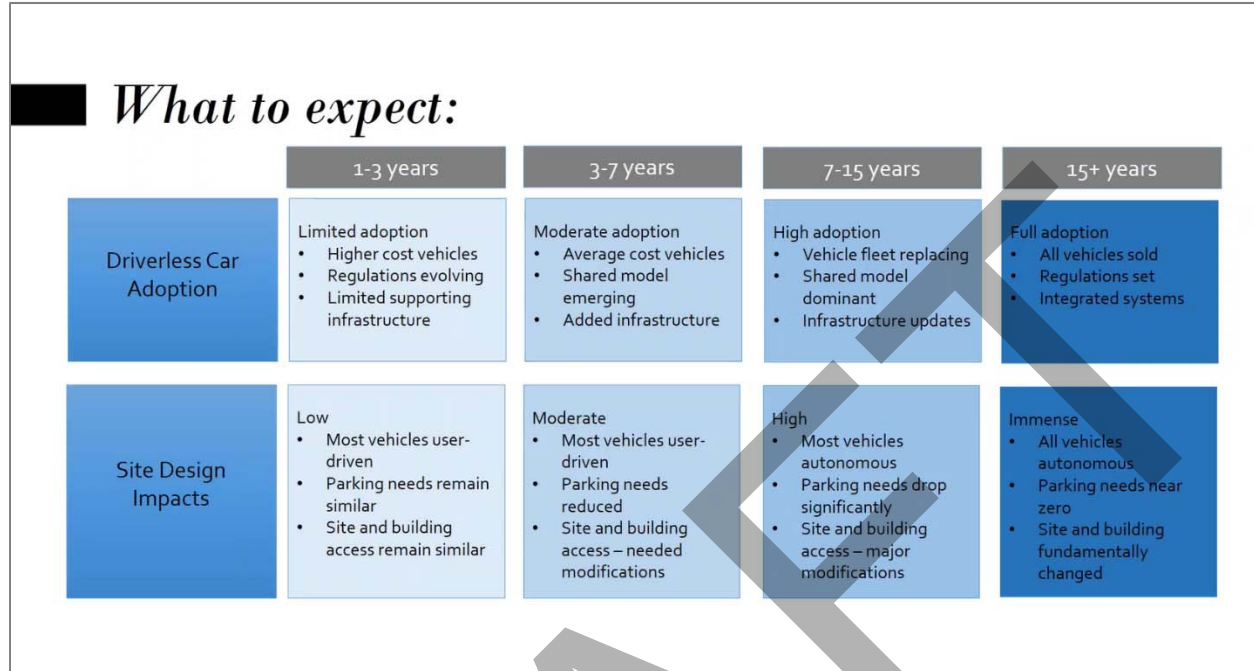 What to expect:
1-3 years
3-7 years
7-15 years
15+ years
Driverless Car
Adoption
Limited adoption
• Higher cost vehicles
• Regulations evolving
• Limited supporting
infrastructure
Moderate adoption
• Average cost vehicles
• Shared model
emerging
• Added infrastructure
High adoption
• Vehicle fleet replacing
• Shared model
dominant
• Infrastructure updates
Full adoption
• All vehicles sold
• Regulations set
• Integrated systems
Site Design
Impacts
Low
• Most vehicles user-
driven
• Parking needs remain
similar
• Site and building
access remain similar
Moderate
• Most vehicles user-
driven
• Parking needs
reduced
• Site and building
access – needed
modifications
High
• Most vehicles
autonomous
• Parking needs drop
significantly
• Site and building
access – major
modifications
Immense
• All vehicles
autonomous
• Parking needs near
zero
• Site and building
fundamentally
changed